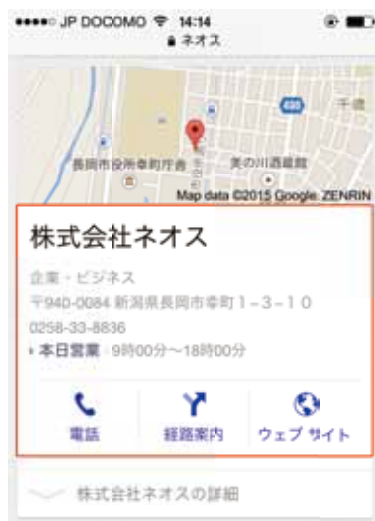 JP DOCOMO 14:14
ネオス
498
千歳
長岡市役所幸町庁舎
美の川酒蔵館
Map data ©2015 Google, ZENRIN
株式会社ネオス
企業・ビジネス
〒940-0084 新潟県長岡市幸町1-3-10
0258-33-8836
本日営業 9時00分～18時00分
電話 経路案内 ウェブ サイト
株式会社ネオスの詳細